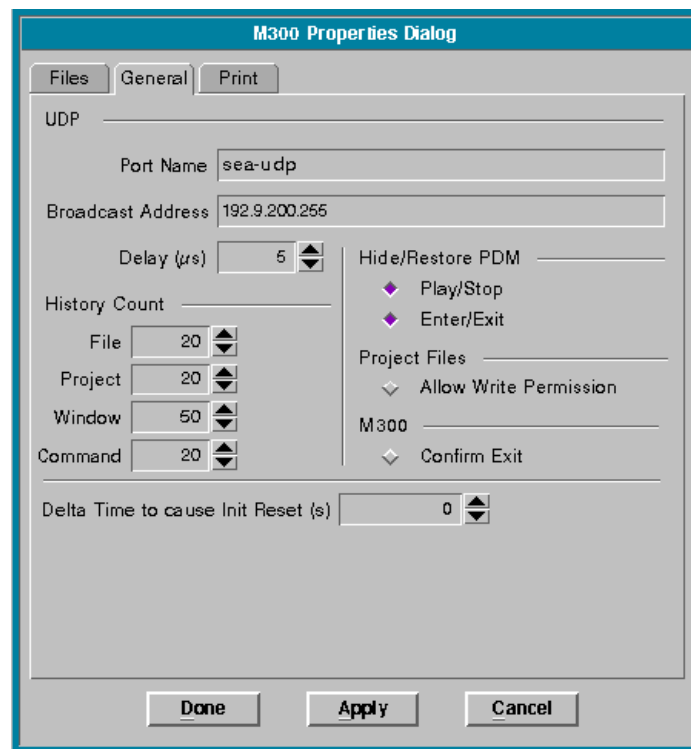 M300 Properties Dialog
Files General Print
UDP
Port Name sea-udp
Broadcast Address 192.9.200.255
Delay (µs) 5
Hide/Restore PDM
Play/Stop
Enter/Exit
History Count
File 20
Project 20
Window 50
Command 20
Project Files
Allow Write Permission
M300
Confirm Exit
Delta Time to cause Init Reset (s) 0
Done Apply Cancel